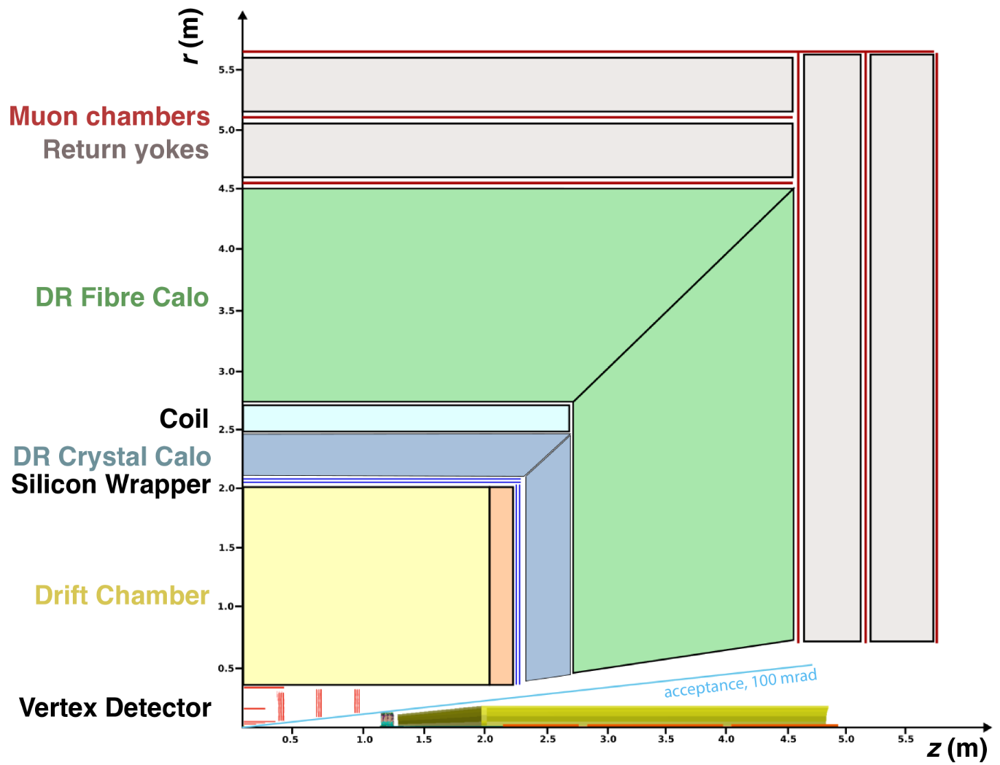 r (m)
5.5
Muon chambers
5.0
Return yokes
4.5
4.0
DR Fibre Calo
3.5
3.0
Coil
2.5
DR Crystal Calo
Silicon Wrapper
2.0
1.5
Drift Chamber
1.0
0.5
acceptance, 100 mrad
Vertex Detector
0.5 1.0 1.5 2.0 2.5 3.0 3.5 4.0 4.5 5.0 5.5
z (m)